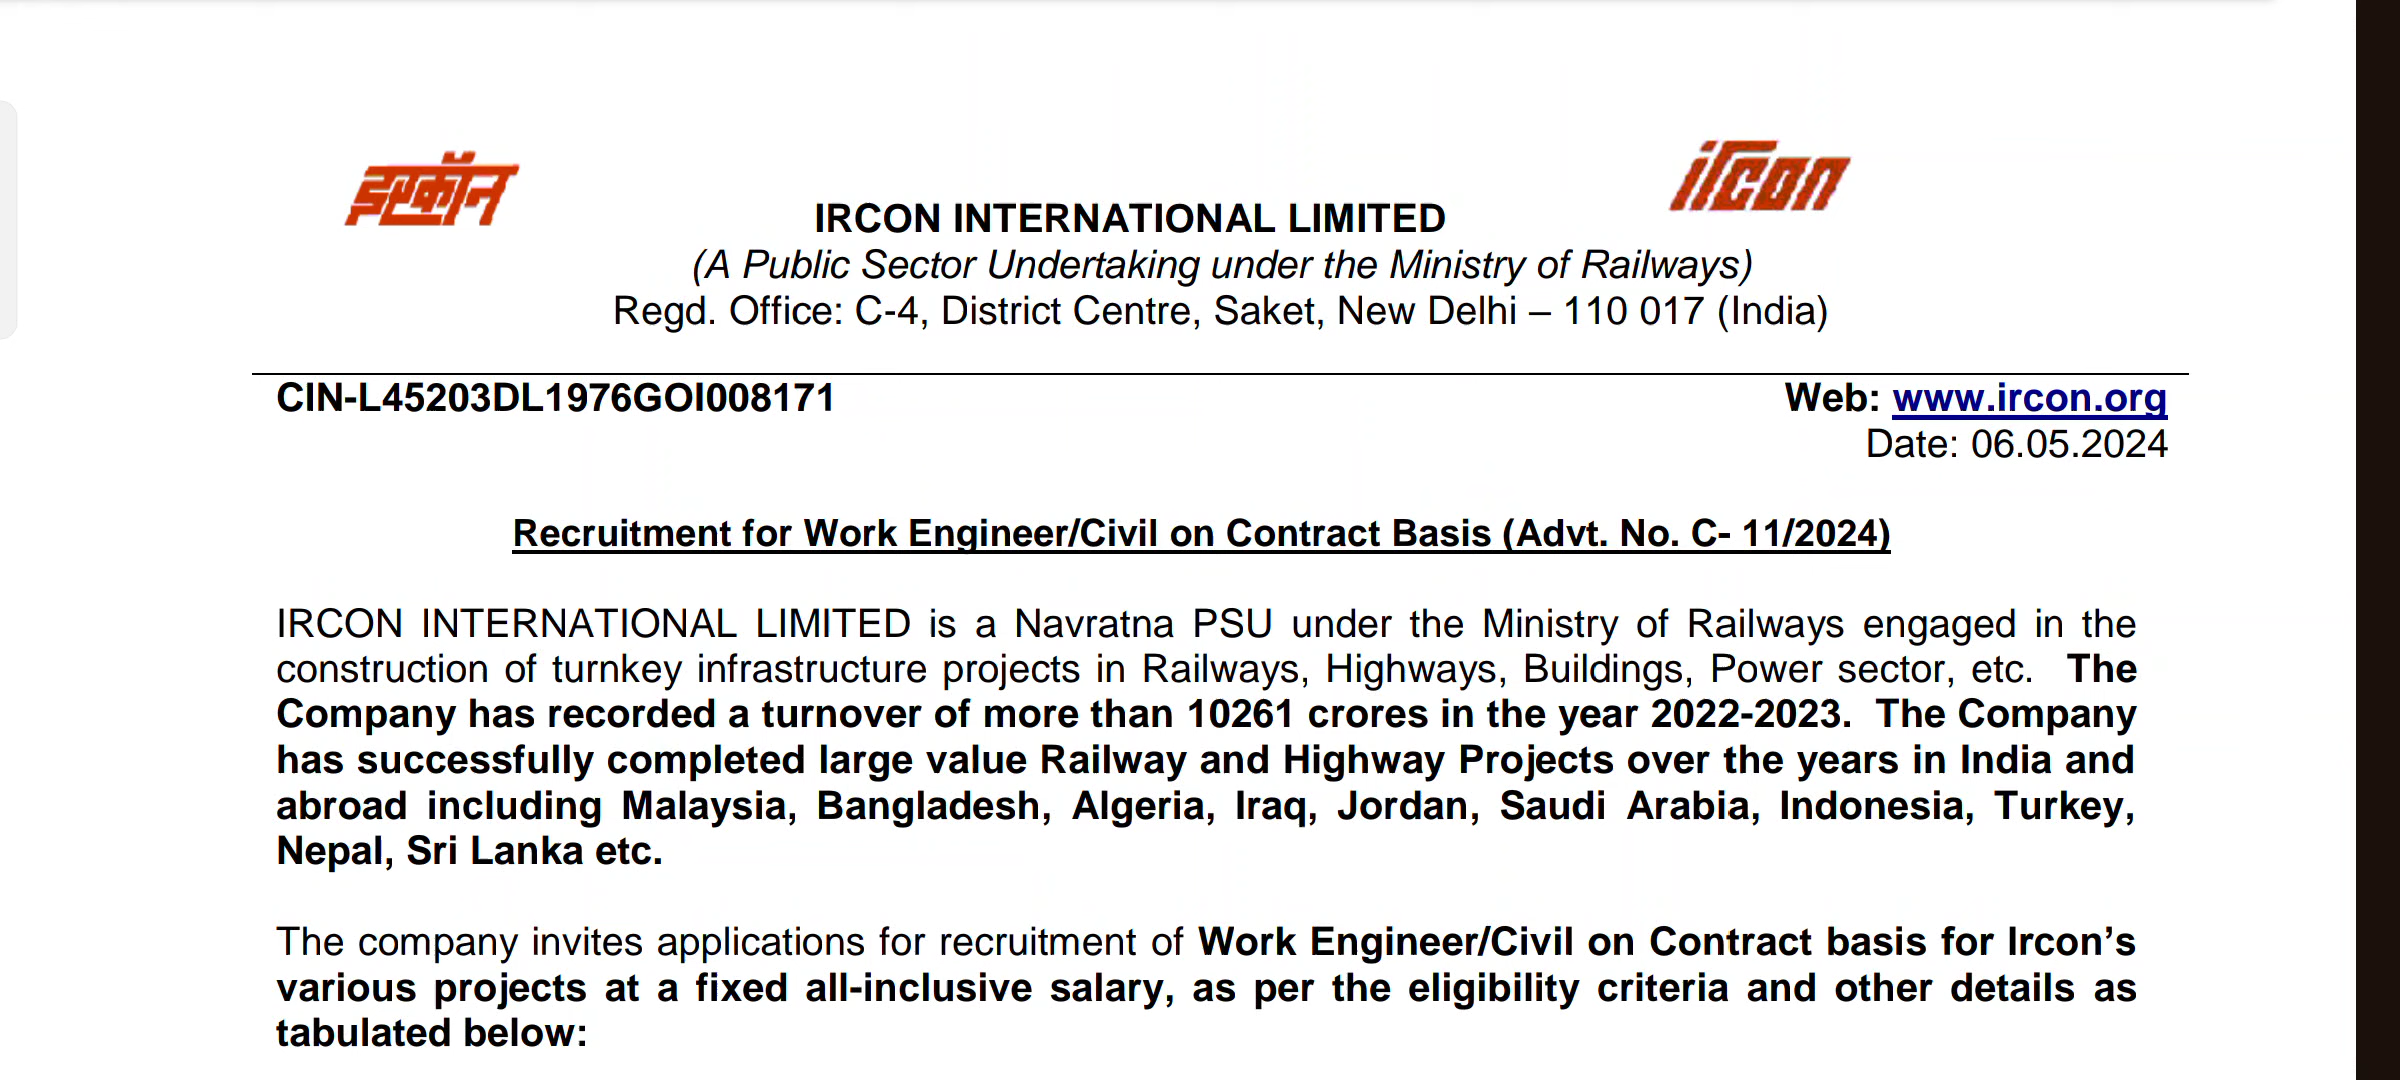 इरकॉन
ircon
IRCON INTERNATIONAL LIMITED
(A Public Sector Undertaking under the Ministry of Railways)
Regd. Office: C-4, District Centre, Saket, New Delhi – 110 017 (India)
CIN-L45203DL1976GOI008171 Web: www.ircon.org
Date: 06.05.2024
Recruitment for Work Engineer/Civil on Contract Basis (Advt. No. C- 11/2024)
IRCON INTERNATIONAL LIMITED is a Navratna PSU under the Ministry of Railways engaged in the
construction of turnkey infrastructure projects in Railways, Highways, Buildings, Power sector, etc. The
Company has recorded a turnover of more than 10261 crores in the year 2022-2023. The Company
has successfully completed large value Railway and Highway Projects over the years in India and
abroad including Malaysia, Bangladesh, Algeria, Iraq, Jordan, Saudi Arabia, Indonesia, Turkey,
Nepal, Sri Lanka etc.
The company invites applications for recruitment of Work Engineer/Civil on Contract basis for Ircon’s
various projects at a fixed all-inclusive salary, as per the eligibility criteria and other details as
tabulated below: